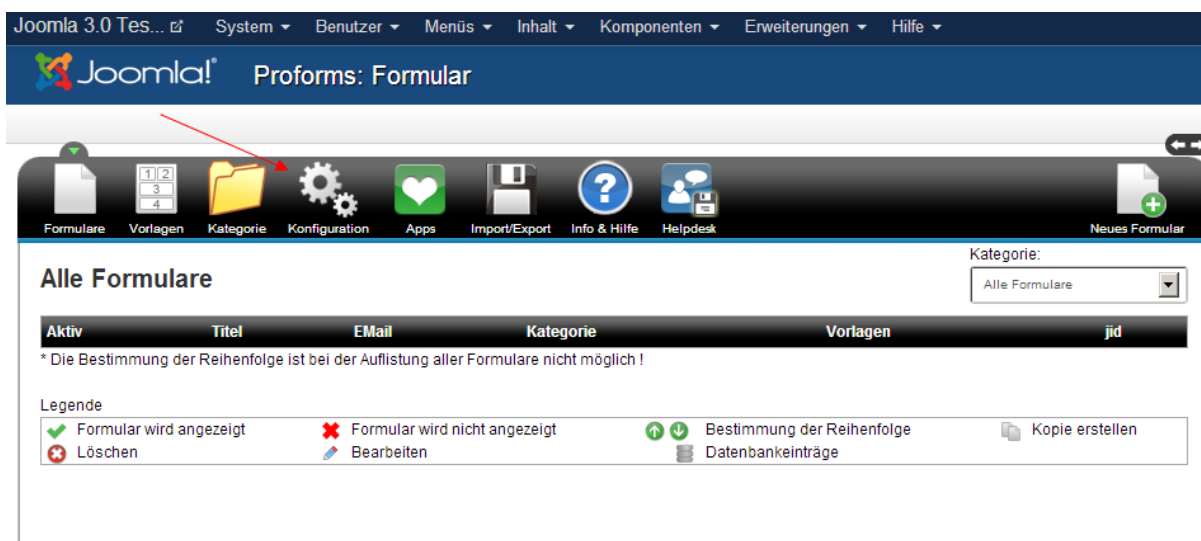 Joomla 3.0 Tes... System Benutzer Menüs Inhalt Komponenten Erweiterungen Hilfe
Joomla!® Proforms: Formular
1 2
3
4
?
Formulare Vorlagen Kategorie Konfiguration Apps Import/Export Info & Hilfe Helpdesk Neues Formular
Kategorie:
Alle Formulare
Alle Formulare
Aktiv Titel EMail Kategorie Vorlagen jid
* Die Bestimmung der Reihenfolge ist bei der Auflistung aller Formulare nicht möglich !
Legende
Formular wird angezeigt Formular wird nicht angezeigt Bestimmung der Reihenfolge Kopie erstellen
Löschen Bearbeiten Datenbankeinträge